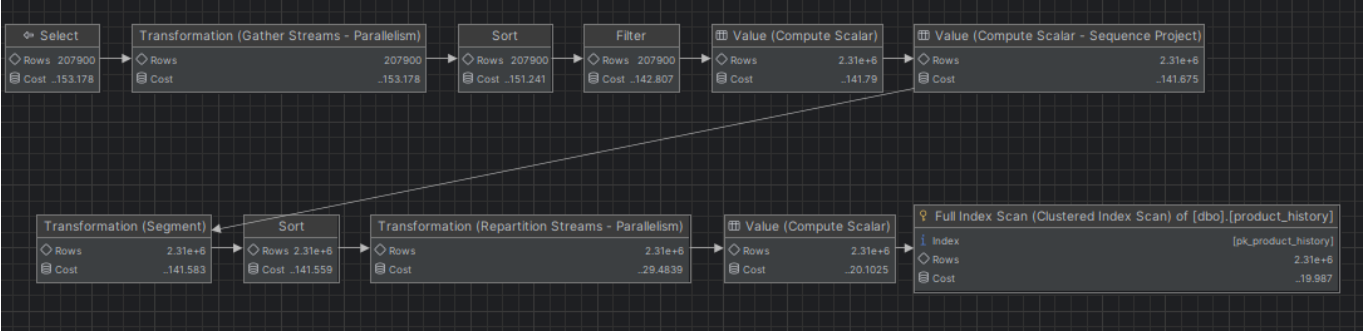 Select
Rows 207900
Cost ..153.178
Transformation (Gather Streams - Parallelism)
Rows 207900
Cost ..153.178
Sort
Rows 207900
Cost ..151.241
Filter
Rows 207900
Cost ..142.807
Value (Compute Scalar)
Rows 2.31e+6
Cost ..141.79
Value (Compute Scalar - Sequence Project)
Rows 2.31e+6
Cost ..141.675
Transformation (Segment)
Rows 2.31e+6
Cost ..141.583
Sort
Rows 2.31e+6
Cost ..141.559
Transformation (Repartition Streams - Parallelism)
Rows 2.31e+6
Cost ..29.4839
Value (Compute Scalar)
Rows 2.31e+6
Cost ..20.1025
Full Index Scan (Clustered Index Scan) of [dbo].[product_history]
Index [pk_product_history]
Rows 2.31e+6
Cost ..19.987